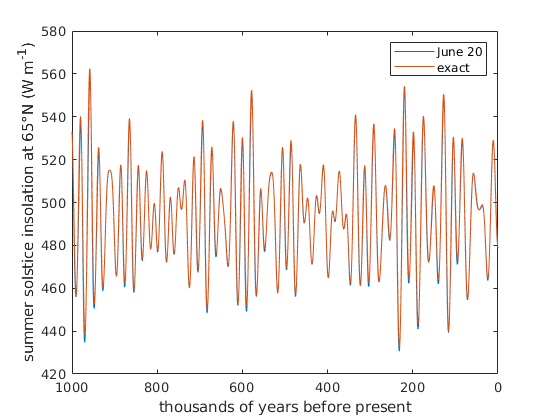 580
560
540
520
500
480
460
440
420
summer solstice insolation at 65°N (W m-1)
June 20
exact
1000 800 600 400 200 0
thousands of years before present